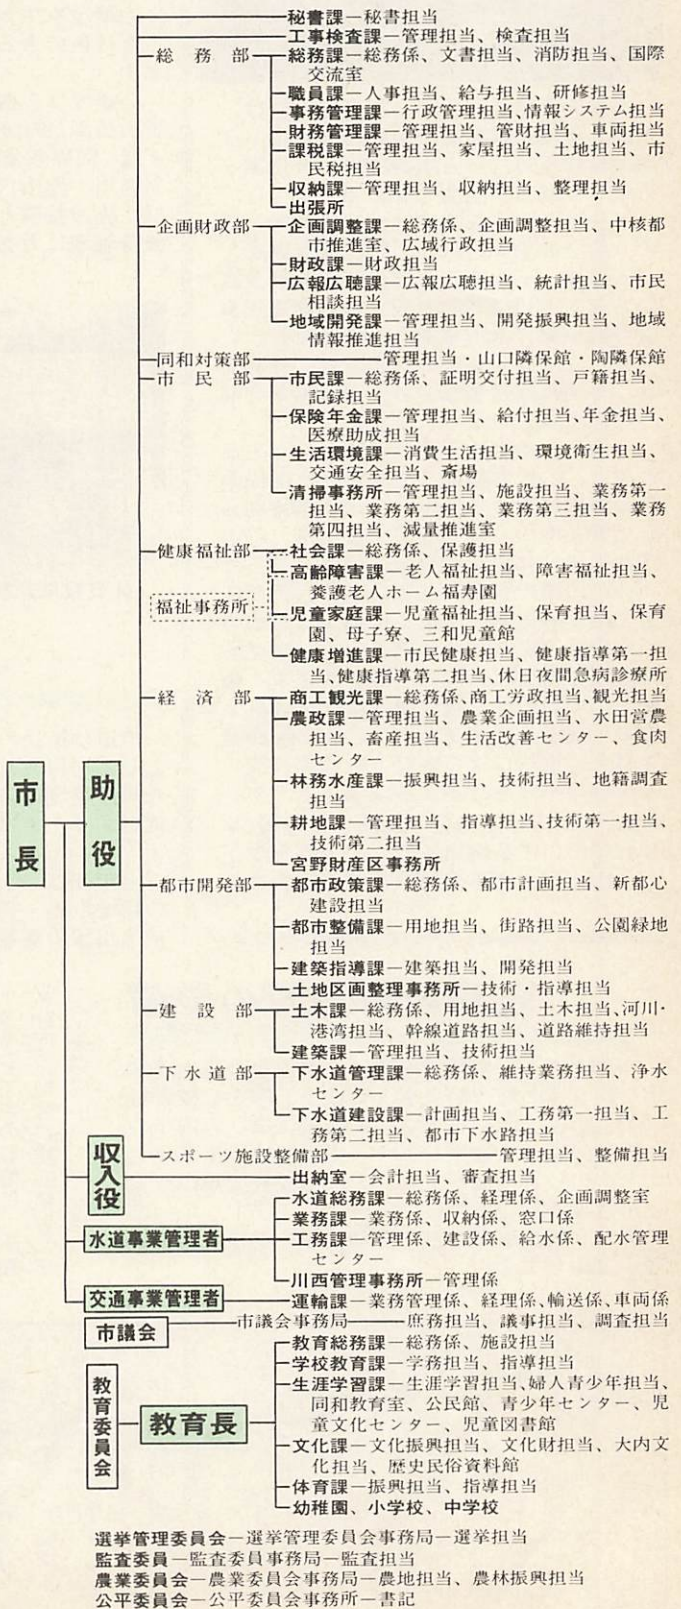 秘書課―秘書担当
工事検査課―管理担当、検査担当
総務部
総務課―総務係、文書担当、消防担当、国際
交流室
職員課―人事担当、給与担当、研修担当
事務管理課―行政管理担当、情報システム担当
財務管理課―管理担当、管財担当、車両担当
課税課―管理担当、家屋担当、土地担当、市
民税担当
収納課―管理担当、収納担当、整理担当
出張所
企画財政部
企画調整課―総務係、企画調整担当、中核都
市推進室、広域行政担当
財政課―財政担当
広報広聴課―広報広聴担当、統計担当、市民
相談担当
地域開発課―管理担当、開発振興担当、地域
情報推進担当
同和対策部
管理担当・山口隣保館・陶隣保館
市民部
市民課―総務係、証明交付担当、戸籍担当、
記録担当
保険年金課―管理担当、給付担当、年金担当、
医療助成担当
生活環境課―消費生活担当、環境衛生担当、
交通安全担当、斎場
清掃事務所―管理担当、施設担当、業務第一
担当、業務第二担当、業務第三担当、業務
第四担当、減量推進室
健康福祉部
社会課―総務係、保護担当
高齢障害課―老人福祉担当、障害福祉担当、
養護老人ホーム福寿園
福祉事務所
児童家庭課―児童福祉担当、保育担当、保育
園、母子寮、三和児童館
健康増進課―市民健康担当、健康指導第一担
当、健康指導第二担当、休日夜間急病診療所
経済部
商工観光課―総務係、商工労政担当、観光担当
農政課―管理担当、農業企画担当、水田営農
担当、畜産担当、生活改善センター、食肉
センター
林務水産課―振興担当、技術担当、地籍調査
担当
耕地課―管理担当、指導担当、技術第一担当、
技術第二担当
宮野財産区事務所
市長
助役
都市開発部
都市政策課―総務係、都市計画担当、新都心
建設担当
都市整備課―用地担当、街路担当、公園緑地
担当
建築指導課―建築担当、開発担当
土地区画整理事務所―技術・指導担当
建設部
土木課―総務係、用地担当、土木担当、河川・
港湾担当、幹線道路担当、道路維持担当
建築課―管理担当、技術担当
下水道部
下水道管理課―総務係、維持業務担当、浄水
センター
下水道建設課―計画担当、工務第一担当、工
務第二担当、都市下水路担当
スポーツ施設整備部
管理担当、整備担当
収入役
出納室―会計担当、審査担当
水道事業管理者
水道総務課―総務係、経理係、企画調整室
業務課―業務係、収納係、窓口係
工務課―管理係、建設係、給水係、配水管理
センター
川西管理事務所―管理係
交通事業管理者
運輸課―業務管理係、経理係、輸送係、車両係
市議会
市議会事務局
庶務担当、議事担当、調査担当
教育委員会
教育長
教育総務課―総務係、施設担当
学校教育課―学務担当、指導担当
生涯学習課―生涯学習担当、婦人青少年担当、
同和教育室、公民館、青少年センター、児
童文化センター、児童図書館
文化課―文化振興担当、文化財担当、大内文
化担当、歴史民俗資料館
体育課―振興担当、指導担当
幼稚園、小学校、中学校
選挙管理委員会―選挙管理委員会事務局―選挙担当
監査委員―監査委員事務局―監査担当
農業委員会―農業委員会事務局―農地担当、農林振興担当
公平委員会―公平委員会事務所―書記